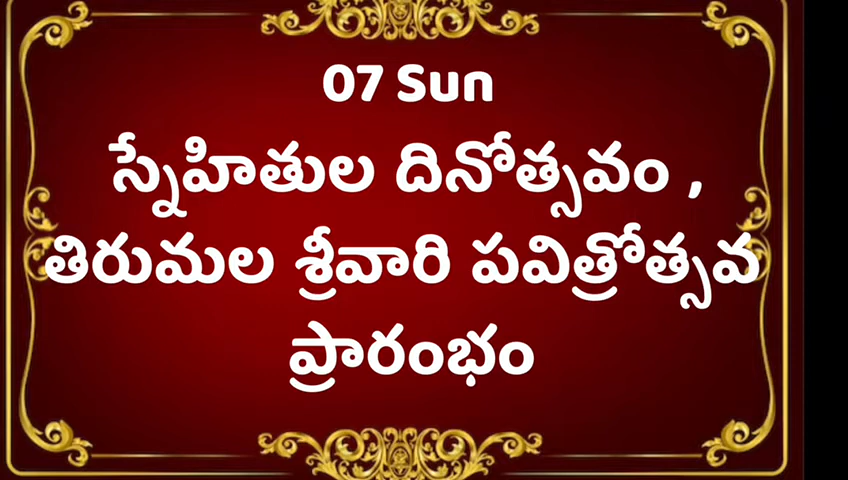 07 Sun
స్నేహితుల దినోత్సవం ,
తిరుమల శ్రీవారి పవిత్రోత్సవ
ప్రారంభం